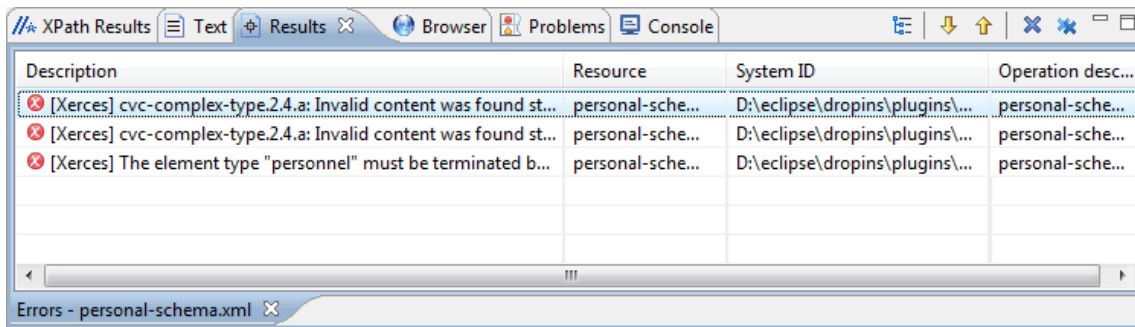 XPath Results Text Results Browser Problems Console
Description Resource System ID Operation desc...
[Xerces] cvc-complex-type.2.4.a: Invalid content was found st... personal-sche... D:\eclipse\dropins\plugins\... personal-sche...
[Xerces] cvc-complex-type.2.4.a: Invalid content was found st... personal-sche... D:\eclipse\dropins\plugins\... personal-sche...
[Xerces] The element type "personnel" must be terminated b... personal-sche... D:\eclipse\dropins\plugins\... personal-sche...
Errors - personal-schema.xml